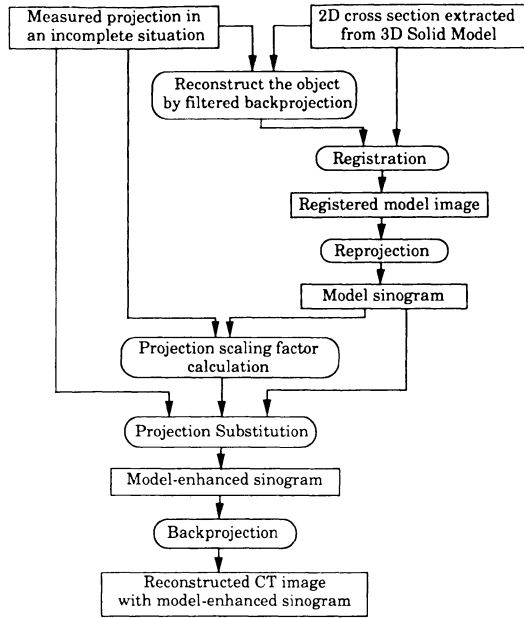 Measured projection in
an incomplete situation
2D cross section extracted
from 3D Solid Model
Reconstruct the object
by filtered backprojection
Registration
Registered model image
Reprojection
Model sinogram
Projection scaling factor
calculation
Projection Substitution
Model-enhanced sinogram
Backprojection
Reconstructed CT image
with model-enhanced sinogram